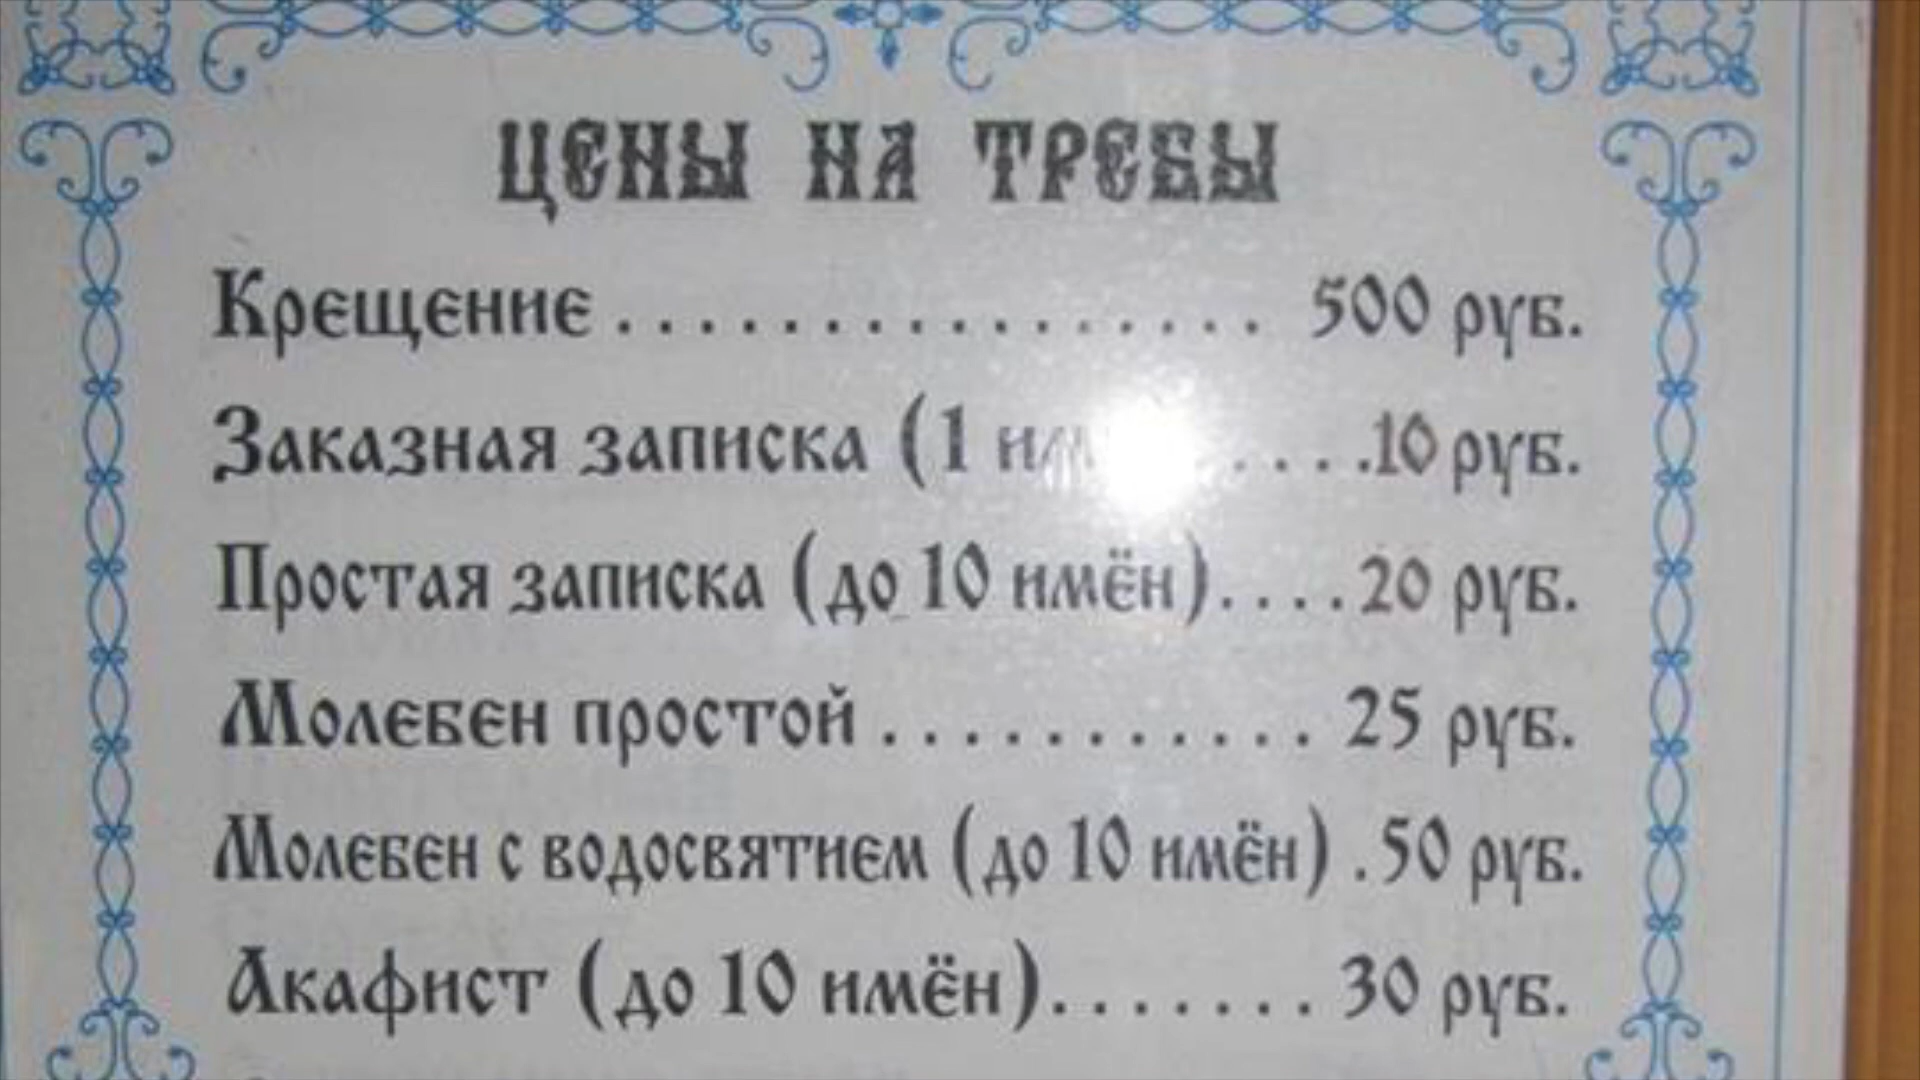 ЦЕНЫ НА ТРЕБЫ
Крещение . . . . . . . . . . . . . . . . 500 руб.
Заказная записка (1 . . . .10 руб.
Простая записка (до 10 имён). . . .20 руб.
Молебен простой . . . . . . . . . . . 25 руб.
Молебен с водосвятием (до 10 имён) .50 руб.
Акафист (до 10 имён). . . . . . . 30 руб.